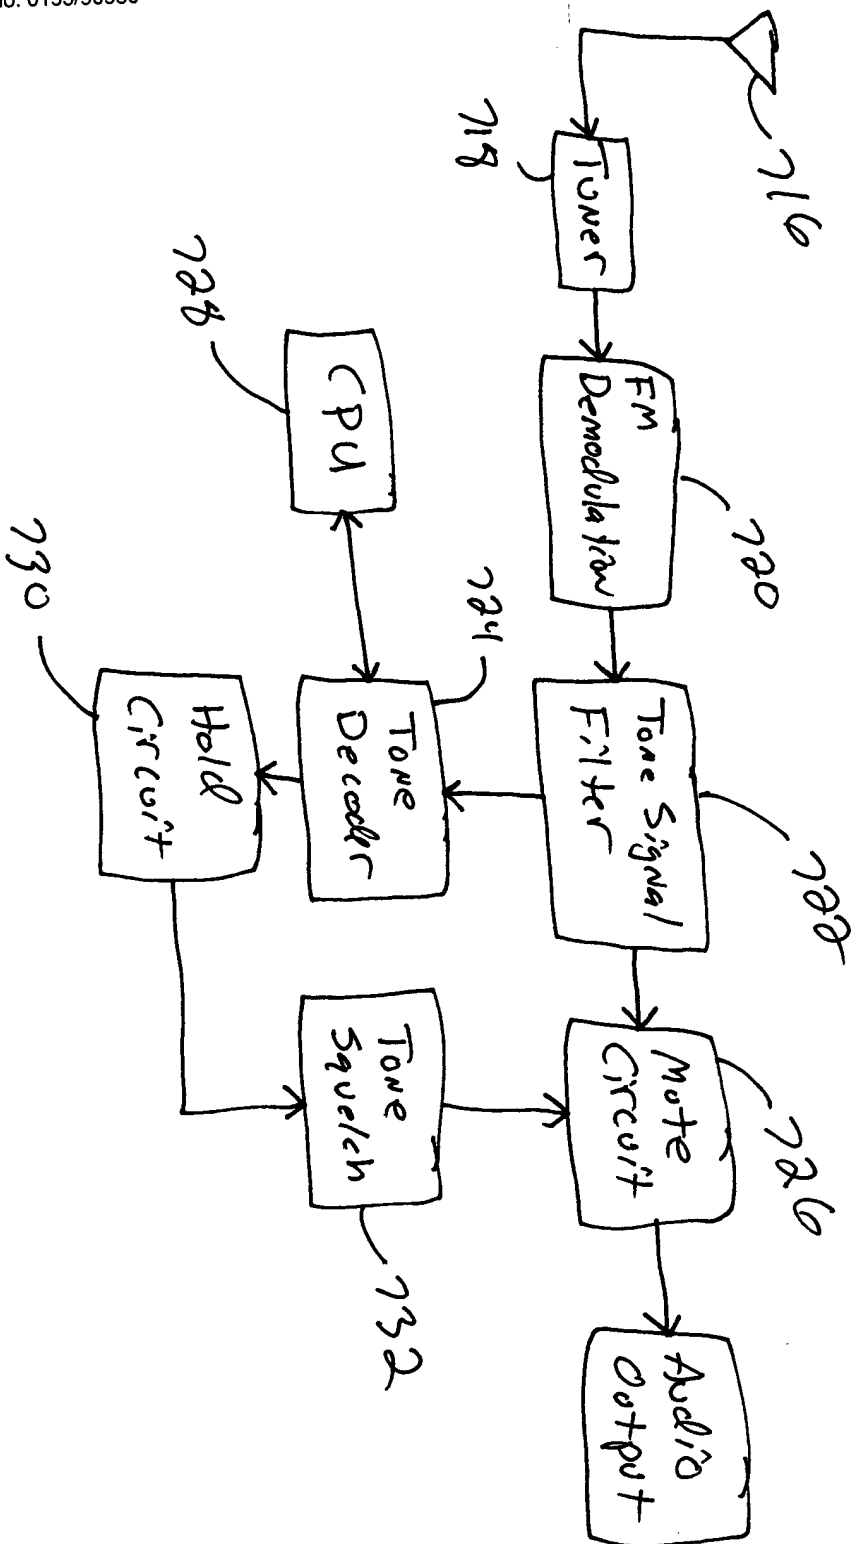 716
718
Tuner
FM
Demodulation
720
Tone Signal
Filter
722
Mute
Circuit
726
Audio
Output
728
CPU
724
Tone
Decoder
730
Hold
Circuit
Tone
Squelch
732